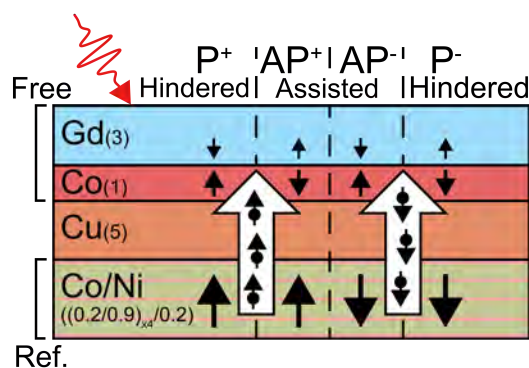 P⁺ AP⁺ AP⁻ P⁻
Free Hindered Assisted Hindered
Gd(3)
Co(1)
Cu(5)
Co/Ni
((0.2/0.9)x4/0.2)
Ref.